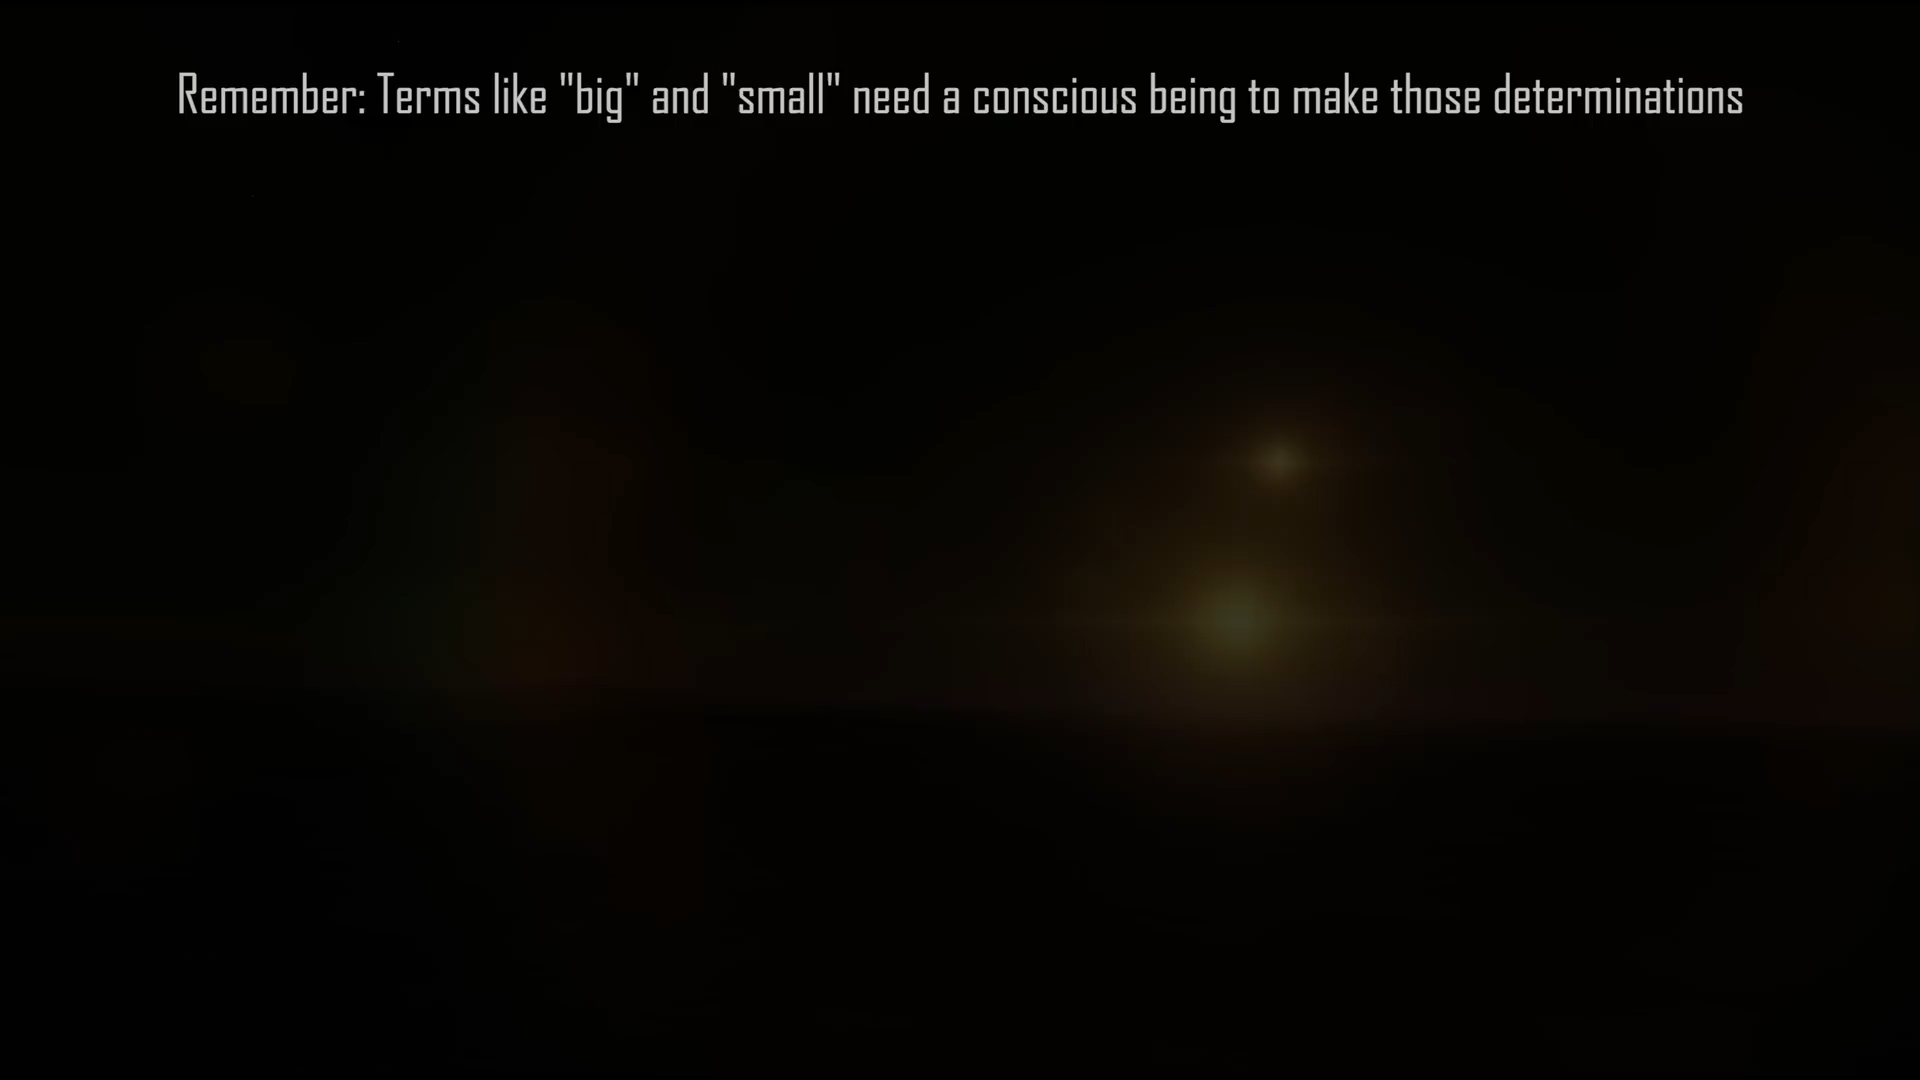 Remember: Terms like "big" and "small" need a conscious being to make those determinations